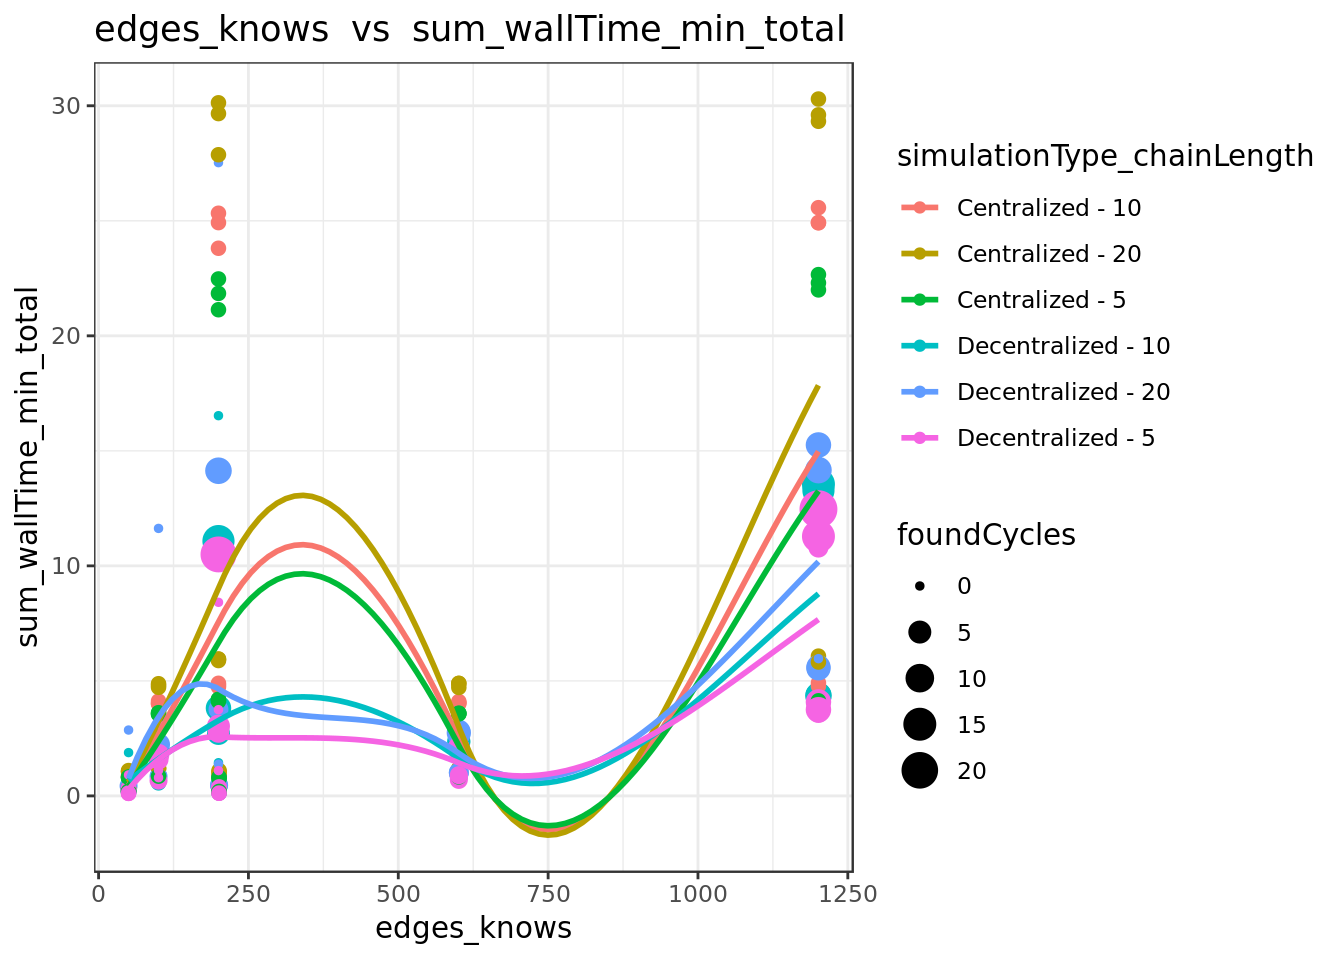 edges_knows vs sum_wallTime_min_total
sum_wallTime_min_total
30
20
10
0
0
250
500
750
1000
1250
edges_knows
simulationType_chainLength
Centralized - 10
Centralized - 20
Centralized - 5
Decentralized - 10
Decentralized - 20
Decentralized - 5
foundCycles
0
5
10
15
20